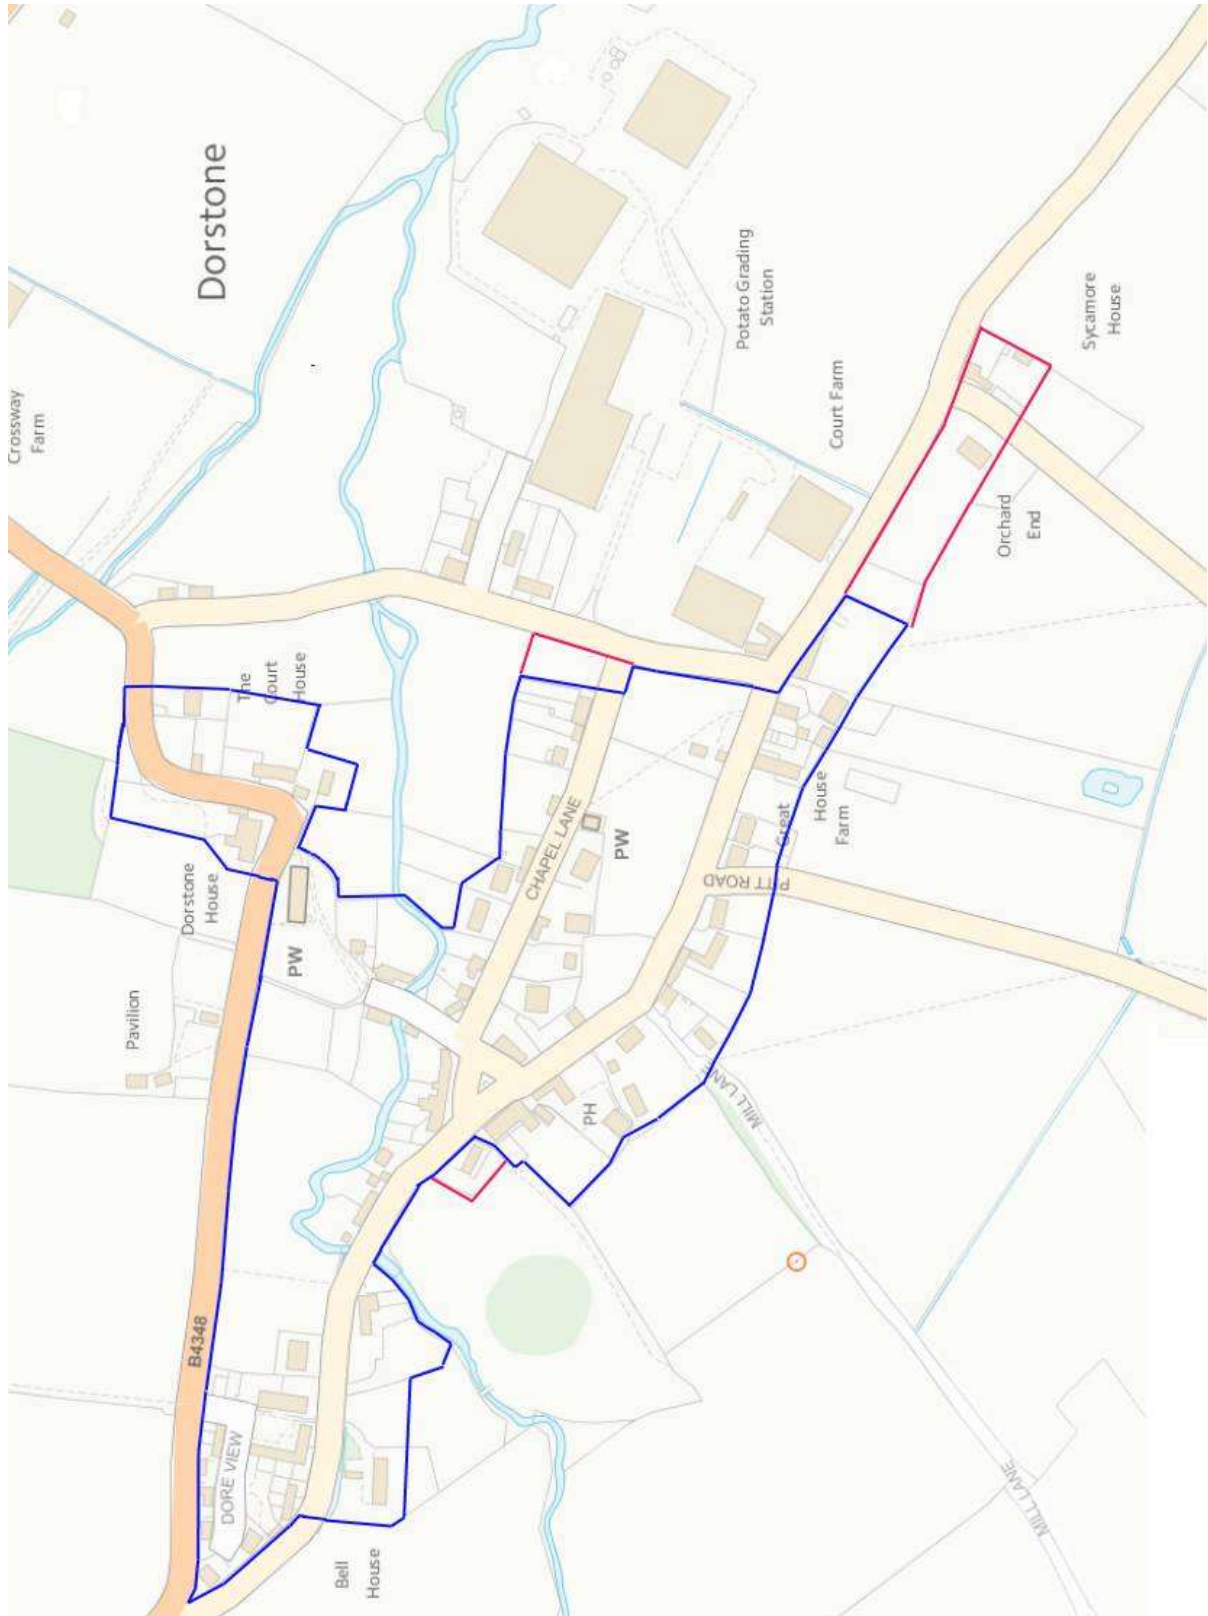 Dorstone
Crossway
Farm
Potato Grading
Station
Sycamore
House
Court Farm
Orchard
End
The
Court
House
CHAPEL LANE
PW
Great
House
Farm
PITT ROAD
Dorstone
House
PW
Pavilion
PH
MILL LANE
B4348
DORE VIEW
Bell
House
MILL LANE